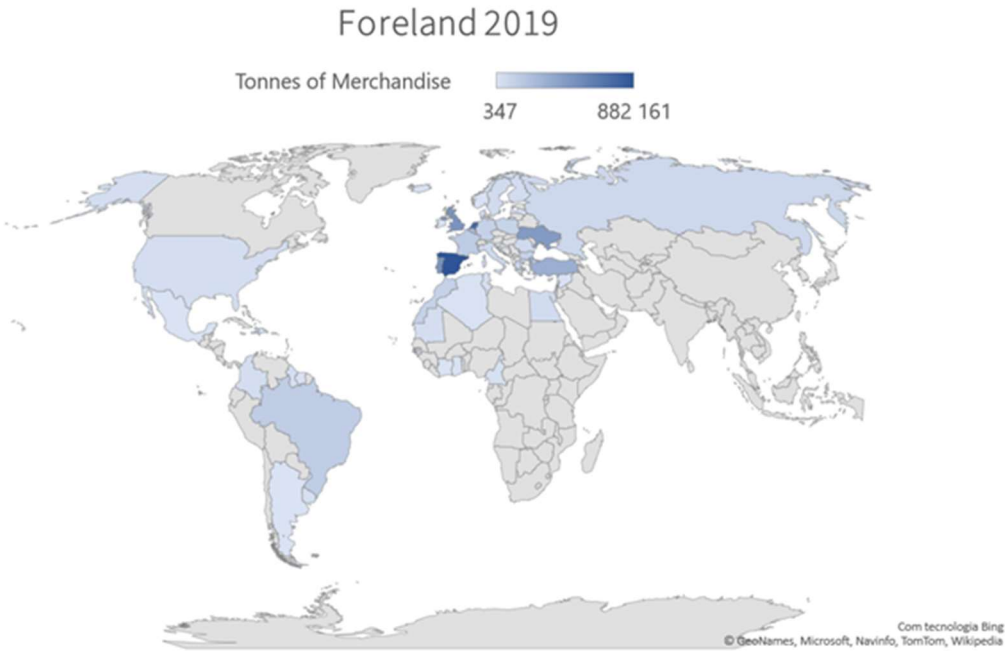 Foreland 2019
Tonnes of Merchandise
347 882 161
Com tecnologia Bing
© GeoNames, Microsoft, Navinfo, TomTom, Wikipedia